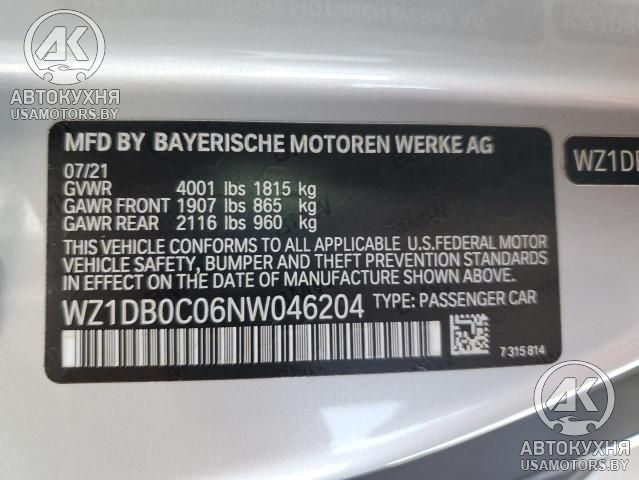 AK
АВТОКУХНЯ
USAMOTORS.BY
MFD BY BAYERISCHE MOTOREN WERKE AG
07/21
GVWR 4001 lbs 1815 kg
GAWR FRONT 1907 lbs 865 kg
GAWR REAR 2116 lbs 960 kg
THIS VEHICLE CONFORMS TO ALL APPLICABLE U.S.FEDERAL MOTOR
VEHICLE SAFETY, BUMPER AND THEFT PREVENTION STANDARDS
IN EFFECT ON THE DATE OF MANUFACTURE SHOWN ABOVE.
WZ1DB0C06NW046204 TYPE: PASSENGER CAR
7 315 814
WZ1DB
AK
АВТОКУХНЯ
USAMOTORS.BY